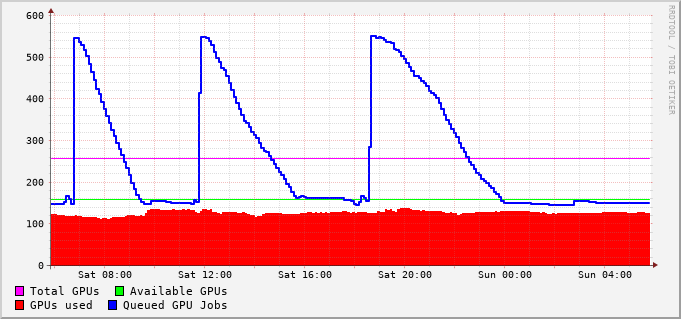 600
500
400
300
200
100
0
Sat 08:00 Sat 12:00 Sat 16:00 Sat 20:00 Sun 00:00 Sun 04:00
Total GPUs Available GPUs
GPUs used Queued GPU Jobs
RRDTOOL / TOBI OETIKER